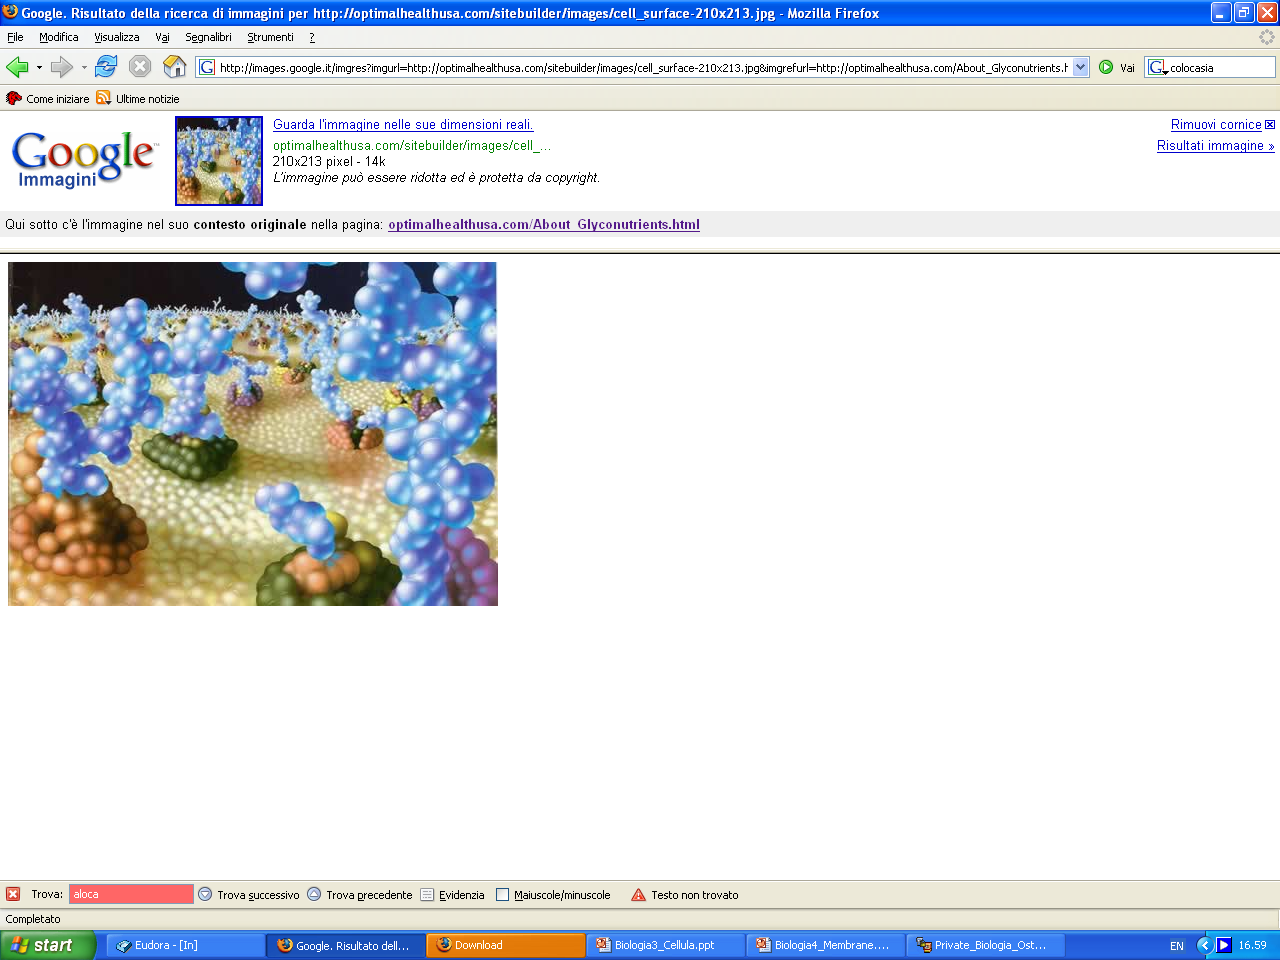 Google. Risultato della ricerca di immagini per http://optimalhealthusa.com/sitebuilder/images/cell_surface-210x213.jpg - Mozilla Firefox
File Modifica Visualizza Vai Segnalibri Strumenti ?
http://images.google.it/imgres?imgurl=http://optimalhealthusa.com/sitebuilder/images/cell_surface-210x213.jpg&imgrefurl=http://optimalhealthusa.com/About_Glyconutrients.h Vai colocasia
Come iniziare Ultime notizie
Google™
Immagini
Guarda l'immagine nelle sue dimensioni reali. Rimuovi cornice
optimalhealthusa.com/sitebuilder/images/cell_... Risultati immagine »
210x213 pixel - 14k
L'immagine può essere ridotta ed è protetta da copyright.
Qui sotto c'è l'immagine nel suo contesto originale nella pagina: optimalhealthusa.com/About_Glyconutrients.html
Trova: aloca Trova successivo Trova precedente Evidenzia Maiuscole/minuscole Testo non trovato
Completato
start Eudora - [In] Google. Risultato dell... Download Biologia3_Cellula.ppt Biologia4_Membrane.... Private_Biologia_Ost... EN 16.59